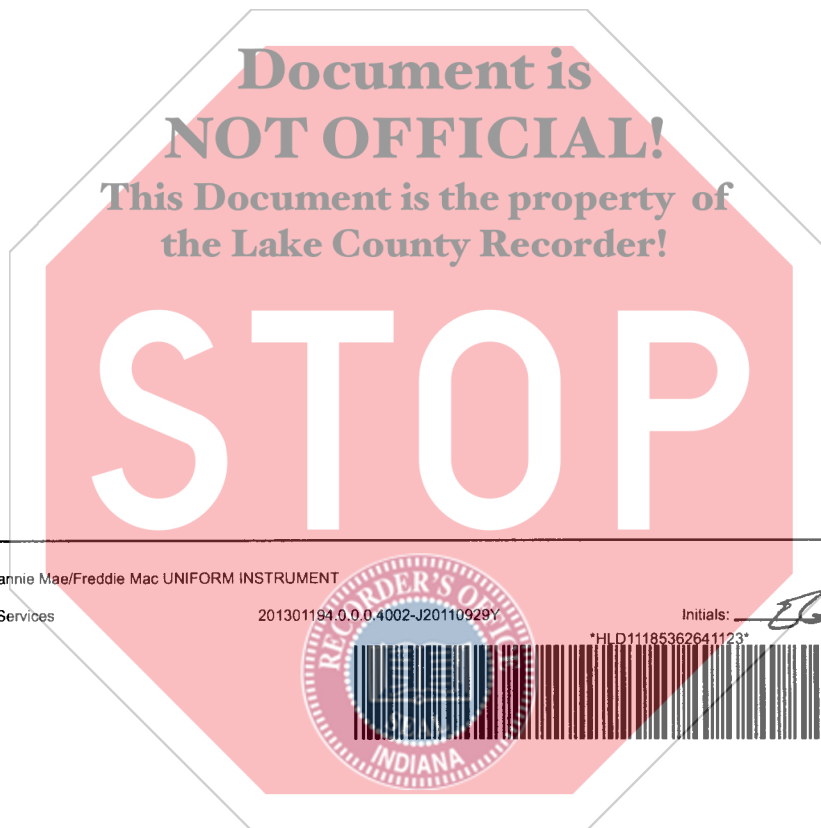 Document is
NOT OFFICIAL!
This Document is the property of
the Lake County Recorder!
STOP
annie Mae/Freddie Mac UNIFORM INSTRUMENT
Services 201301194.0.0.0.4002-J20110929Y Initials:
*HLD11185362641123*
RECORDER'S OFFICE
SEAL
INDIANA